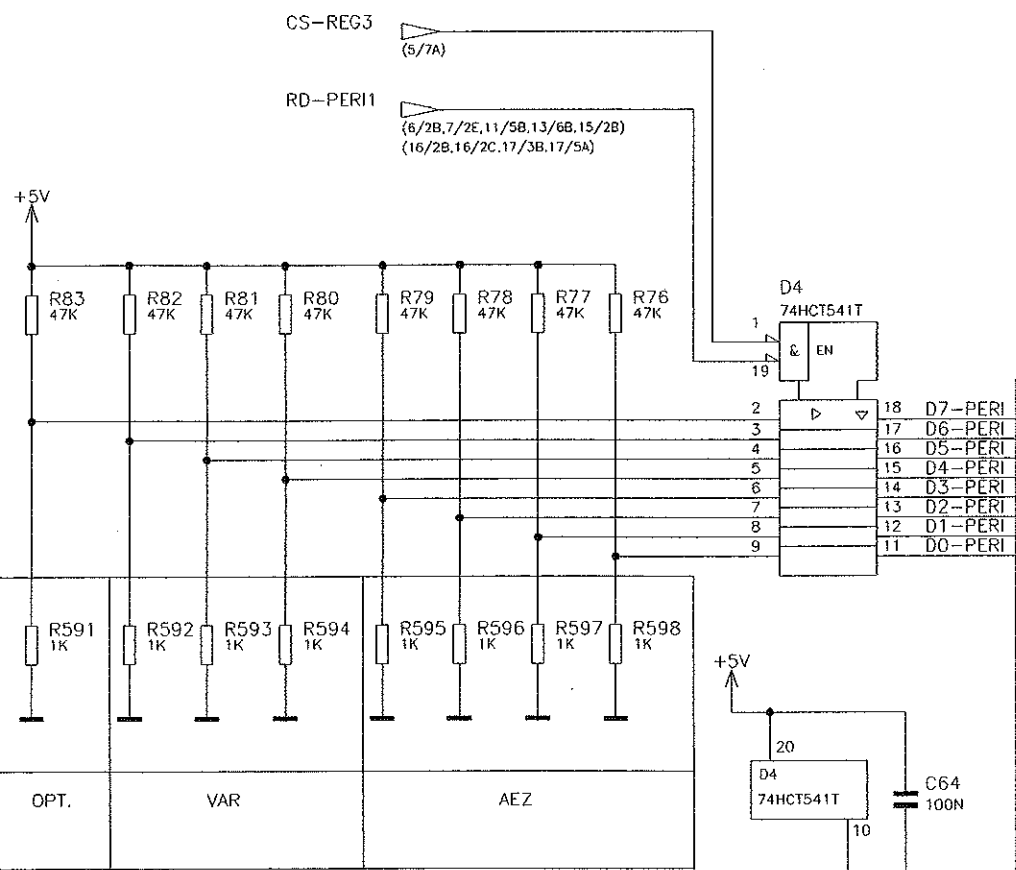 CS-REG3
(5/7A)
RD-PERI1
(6/2B,7/2E,11/5B,13/6B,15/2B)
(16/2B,16/2C,17/3B,17/5A)
+5V
R83
47K
R82
47K
R81
47K
R80
47K
R79
47K
R78
47K
R77
47K
R76
47K
D4
74HCT541T
1
&
EN
19
2
18 D7-PERI
3
17 D6-PERI
4
16 D5-PERI
5
15 D4-PERI
6
14 D3-PERI
7
13 D2-PERI
8
12 D1-PERI
9
11 D0-PERI
R591
1K
R592
1K
R593
1K
R594
1K
R595
1K
R596
1K
R597
1K
R598
1K
+5V
20
D4
74HCT541T
10
C64
100N
OPT.
VAR
AEZ